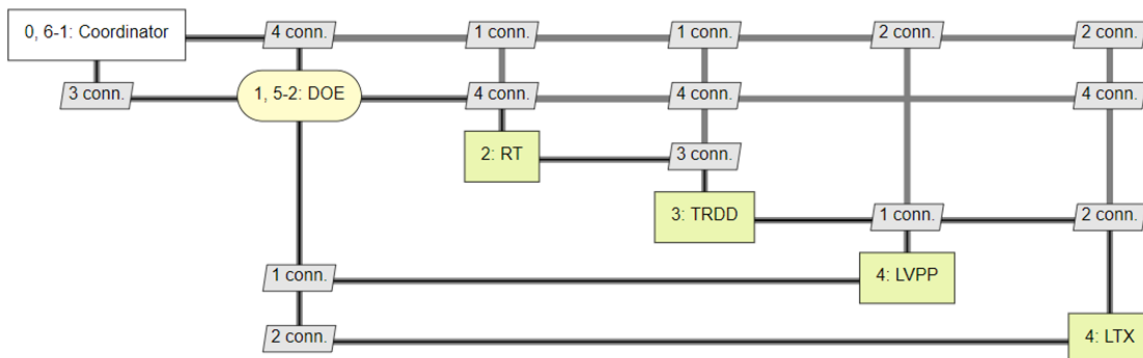 0, 6-1: Coordinator
4 conn.
1 conn.
1 conn.
2 conn.
2 conn.
3 conn.
1, 5-2: DOE
4 conn.
4 conn.
4 conn.
2: RT
3 conn.
3: TRDD
1 conn.
2 conn.
1 conn.
4: LVPP
2 conn.
4: LTX